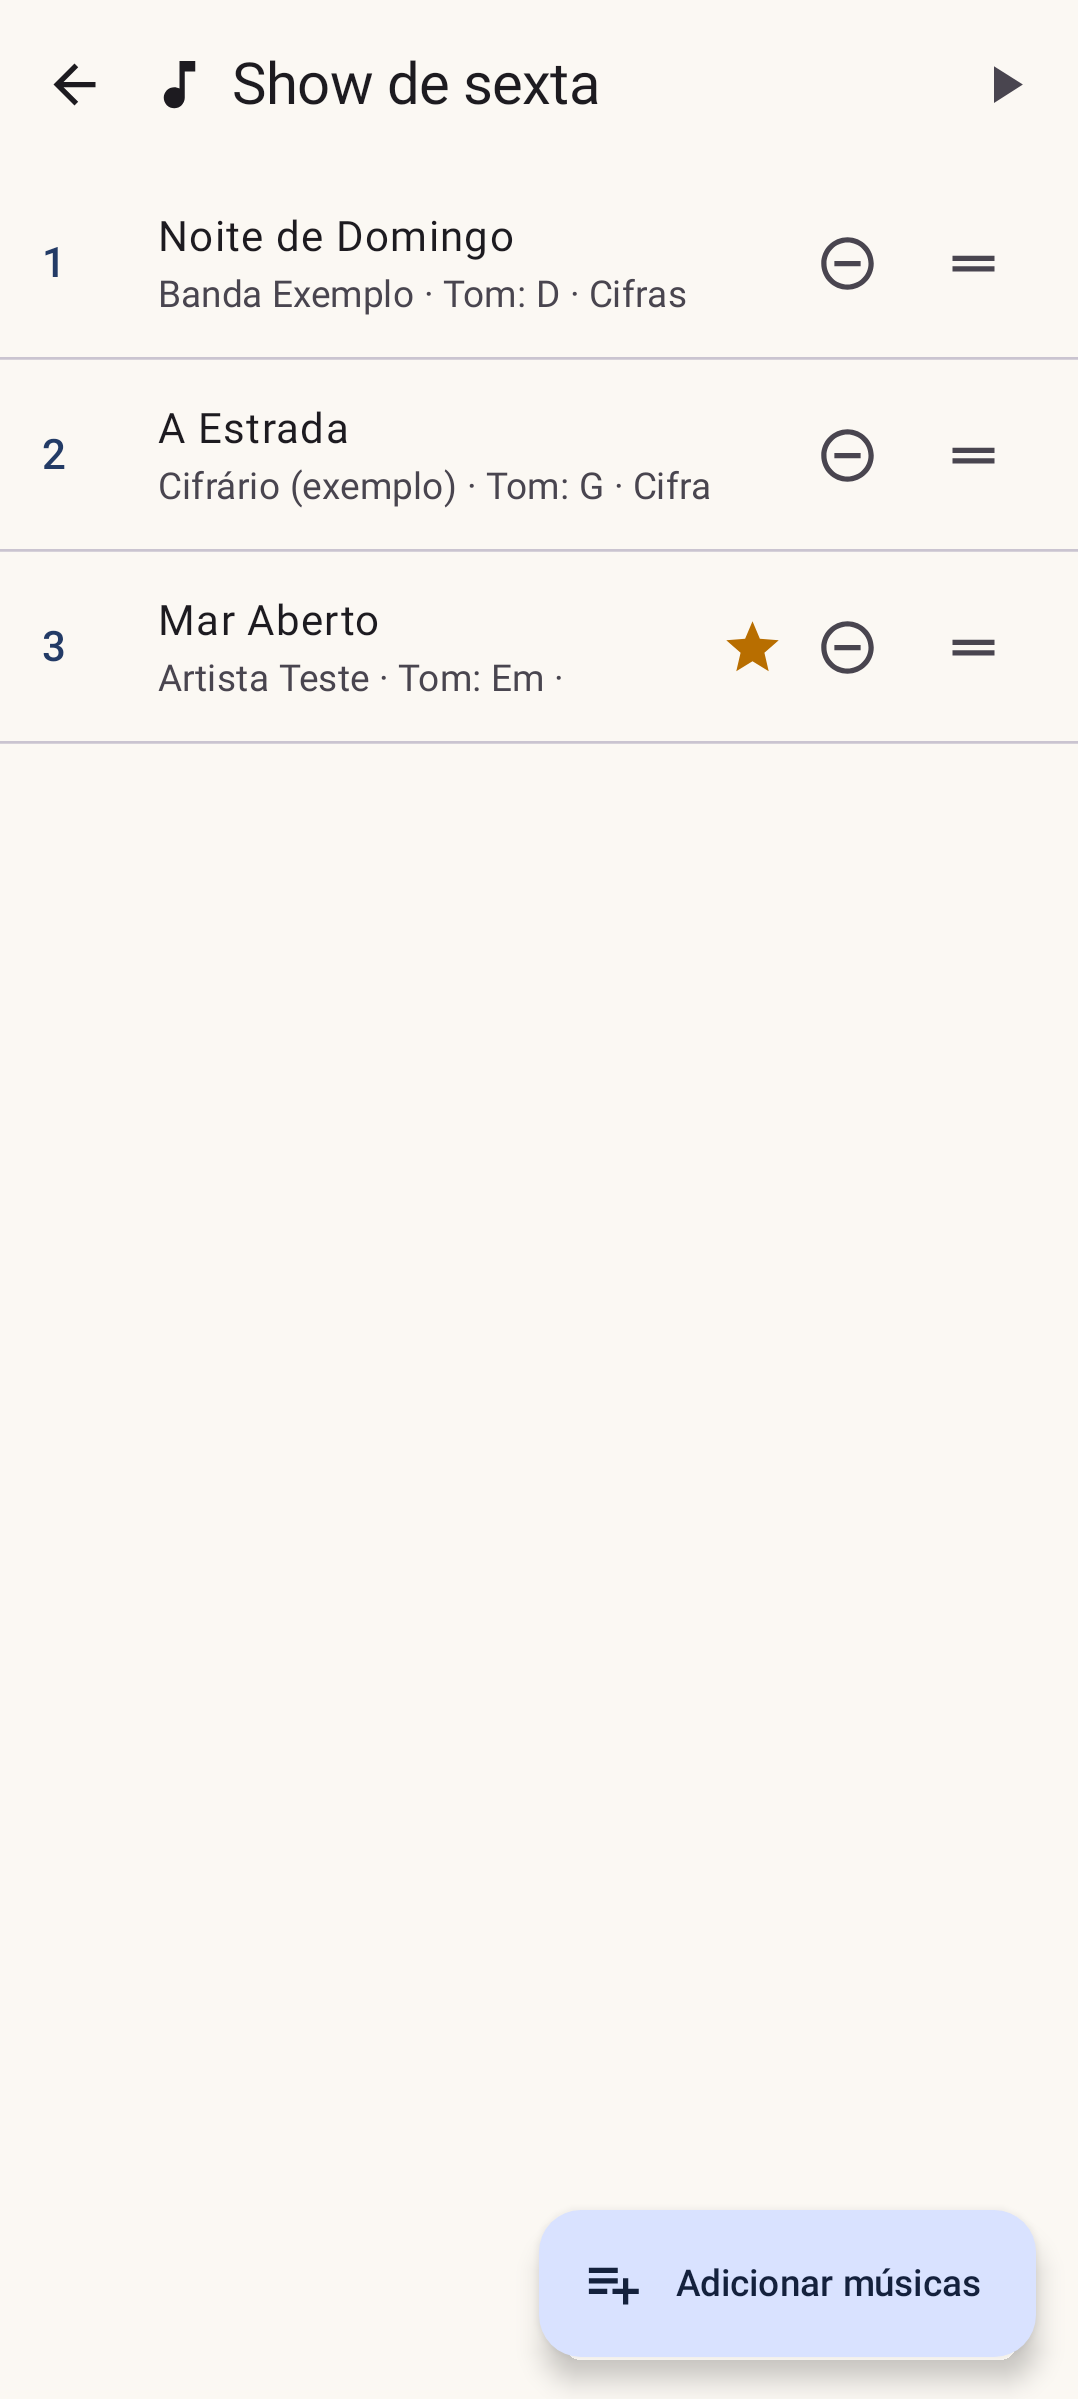 Show de sexta
1
Noite de Domingo
Banda Exemplo · Tom: D · Cifras
2
A Estrada
Cifrário (exemplo) · Tom: G · Cifra
3
Mar Aberto
Artista Teste · Tom: Em ·
Adicionar músicas